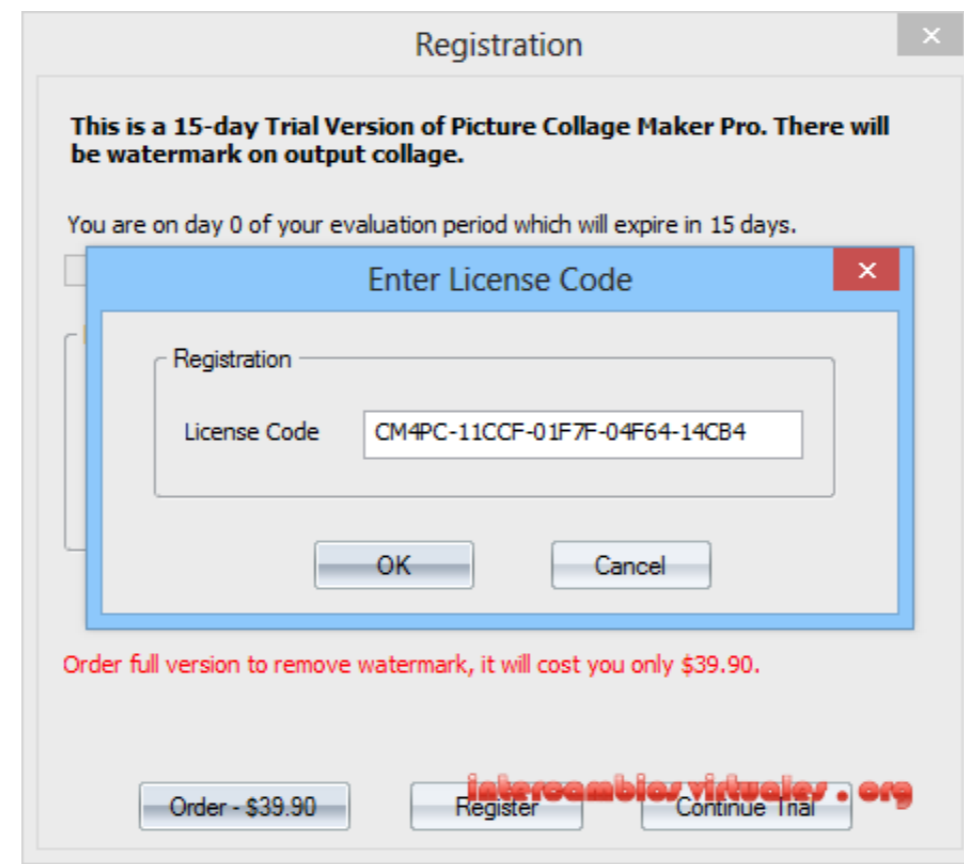 Registration
This is a 15-day Trial Version of Picture Collage Maker Pro. There will
be watermark on output collage.
You are on day 0 of your evaluation period which will expire in 15 days.
Enter License Code
Registration
License Code CM4PC-11CCF-01F7F-04F64-14CB4
OK Cancel
Order full version to remove watermark, it will cost you only $39.90.
intercambiosvirtuales.org
Order - $39.90 Register Continue Trial